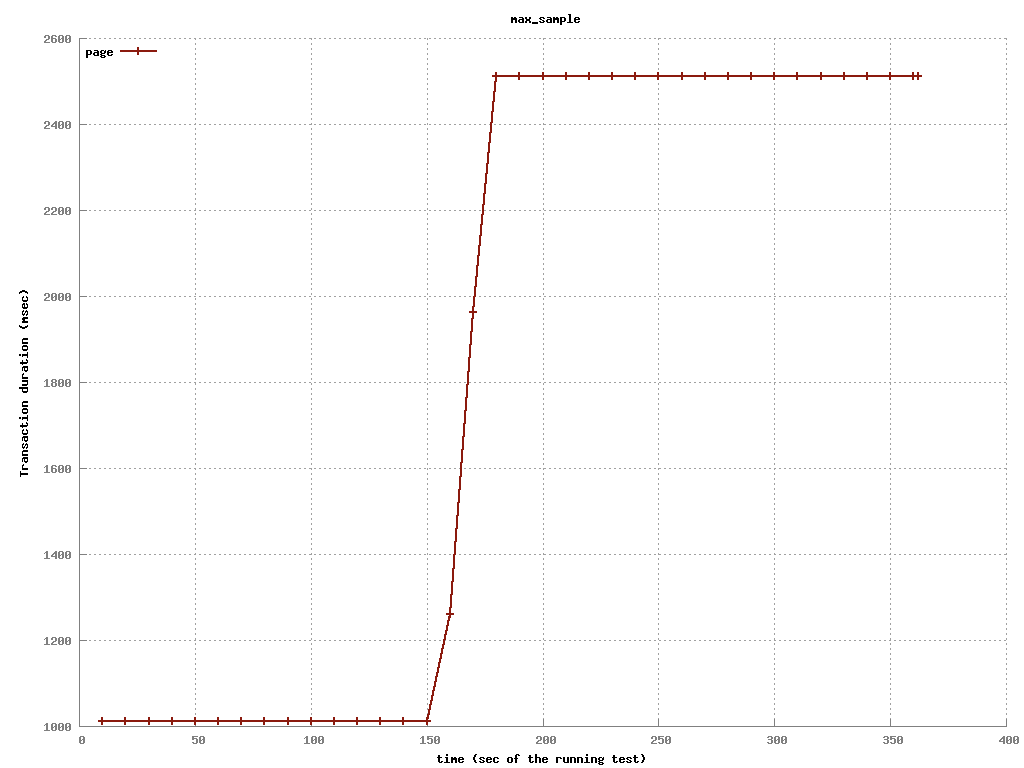 max_sample
page
2600
2400
2200
2000
1800
1600
1400
1200
1000
Transaction duration (msec)
0 50 100 150 200 250 300 350 400
time (sec of the running test)